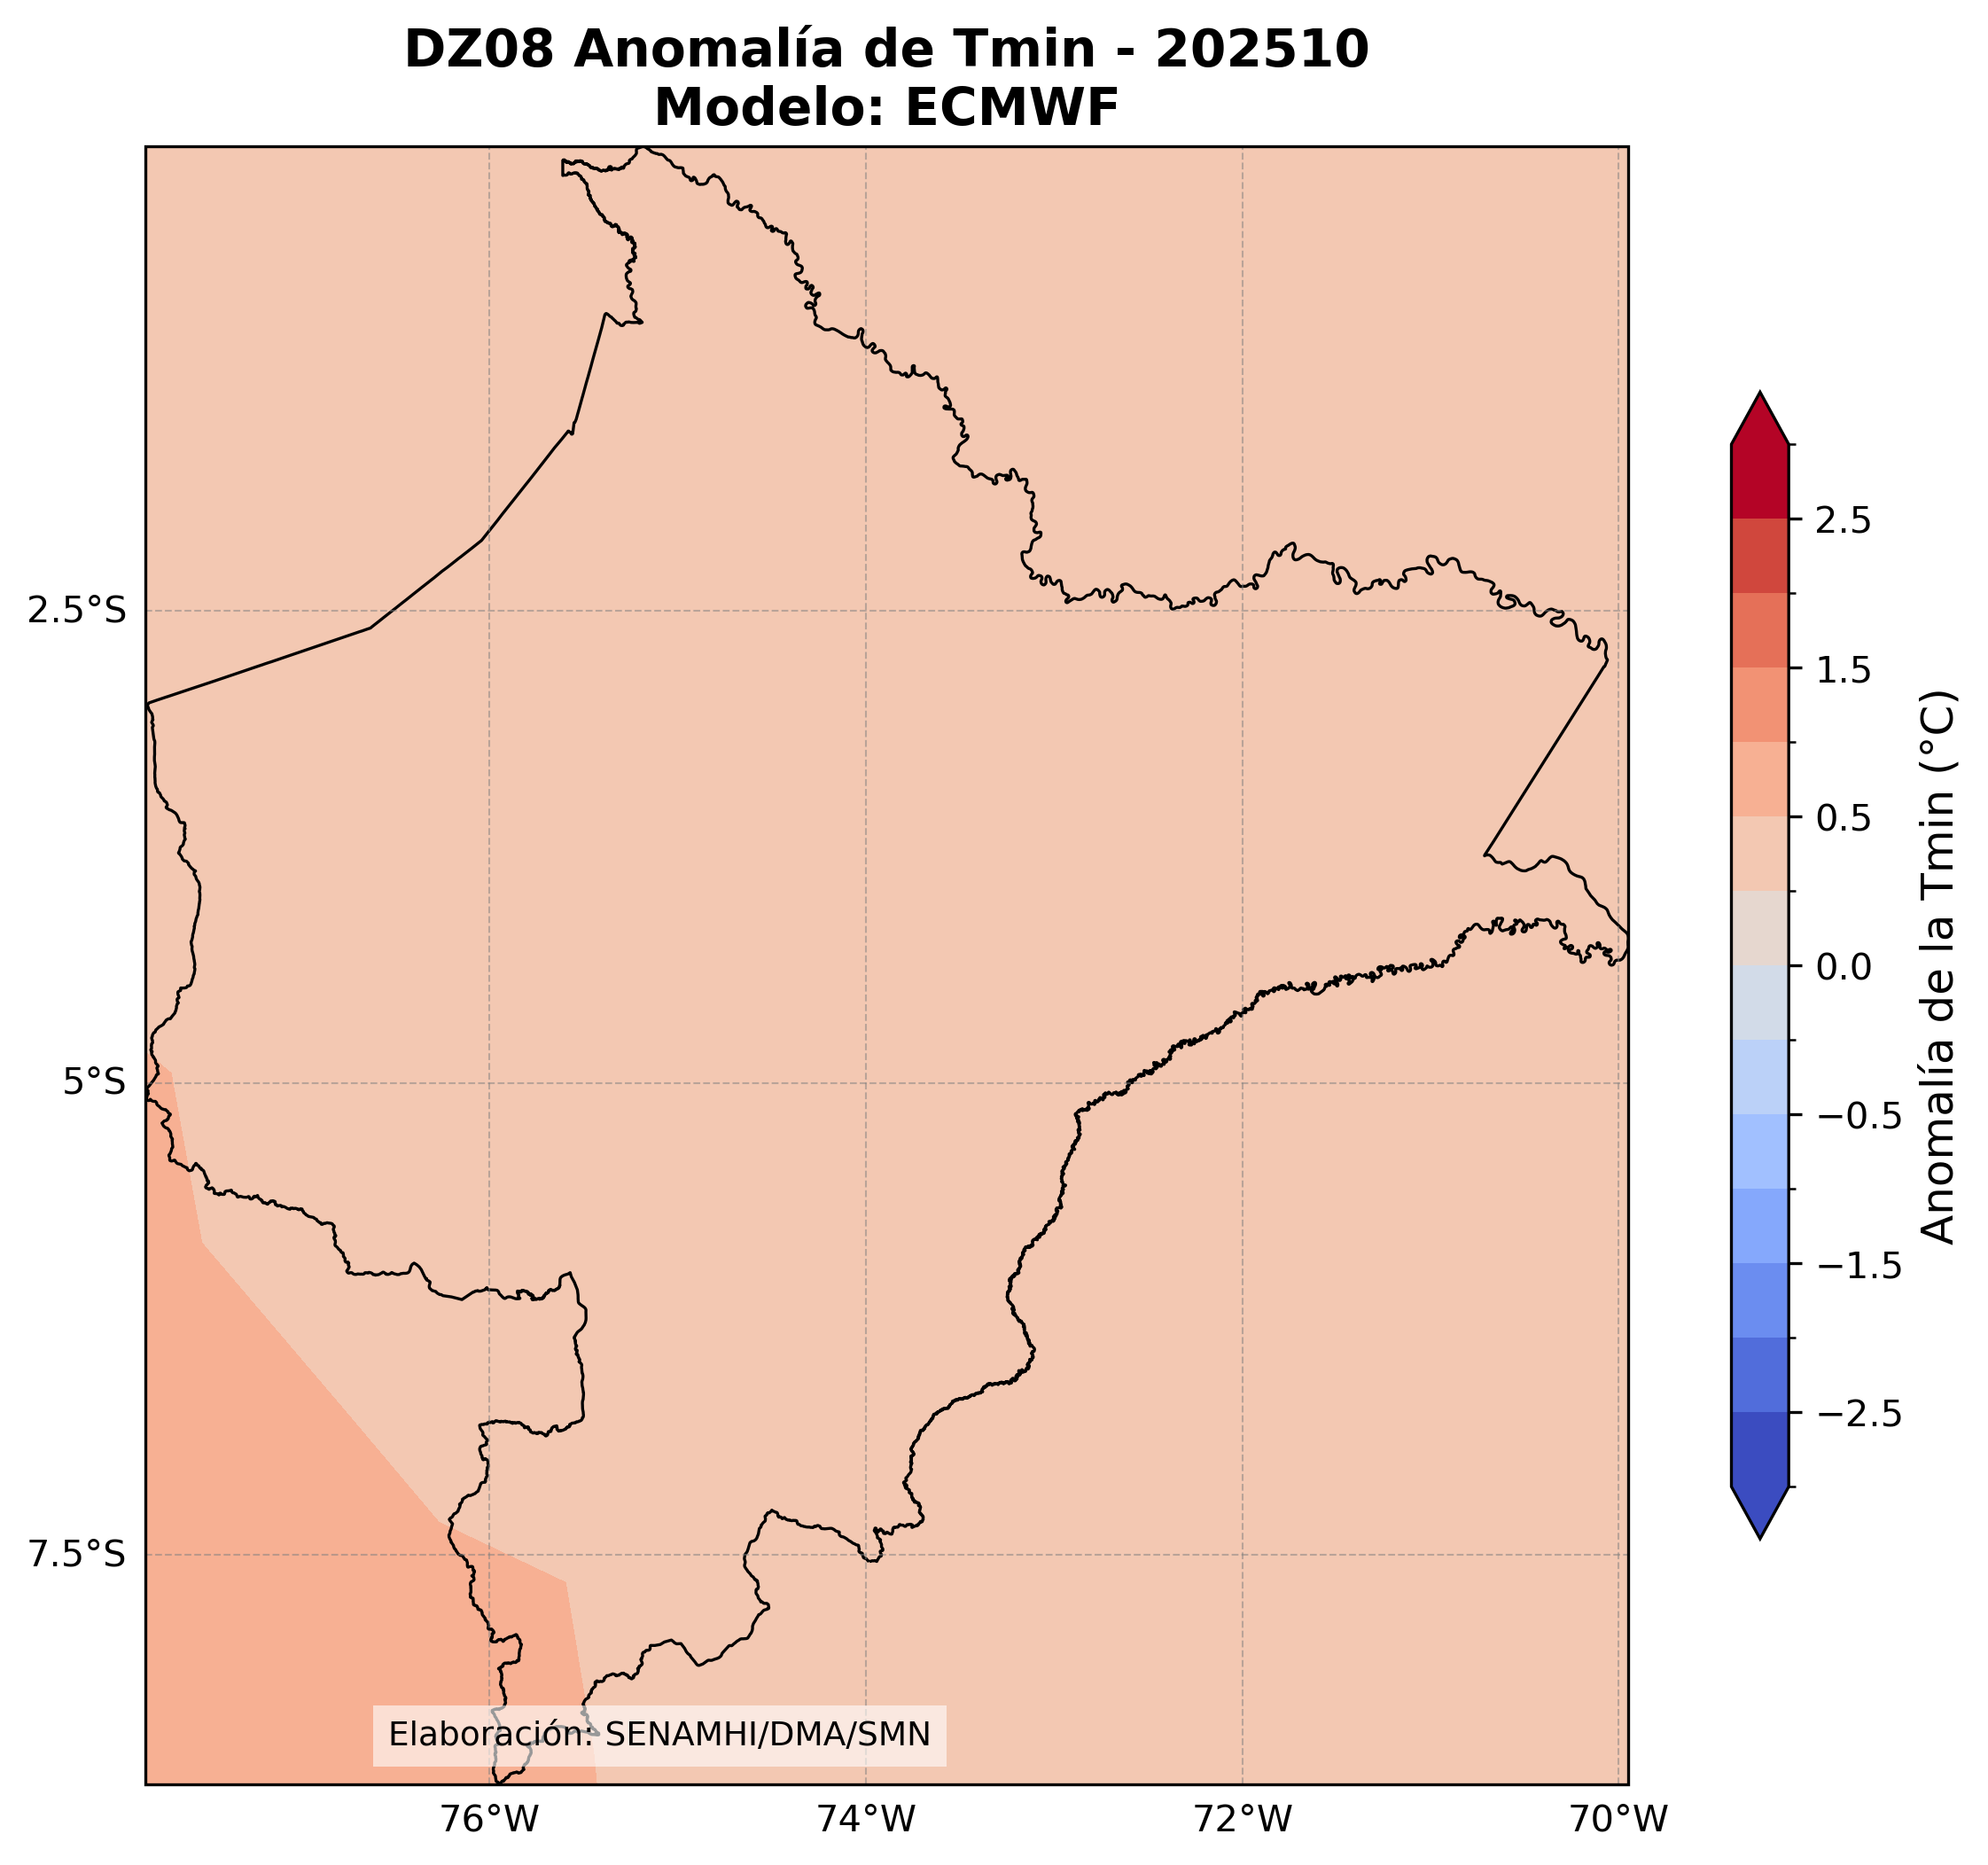 DZ08 Anomalía de Tmin - 202510
Modelo: ECMWF
2.5°S
5°S
7.5°S
76°W
74°W
72°W
70°W
Elaboración: SENAMHI/DMA/SMN
2.5
1.5
0.5
0.0
−0.5
−1.5
−2.5
Anomalía de la Tmin (°C)